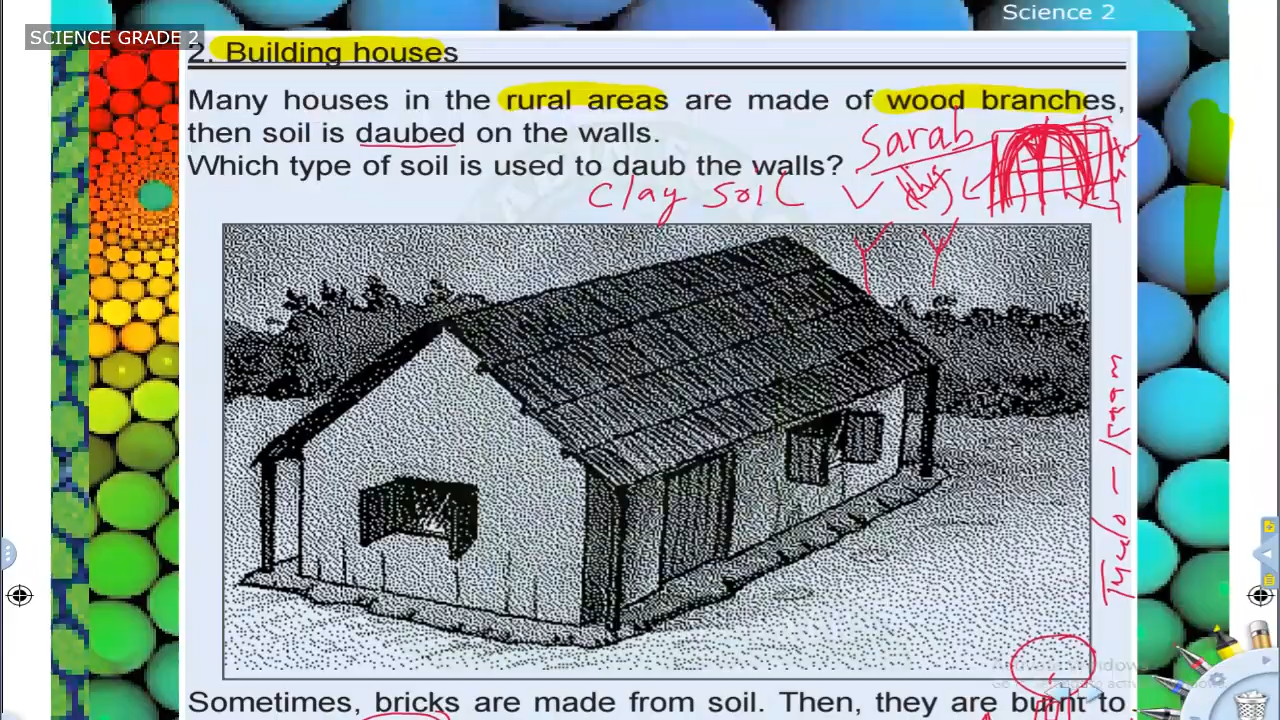 Science 2
SCIENCE GRADE 2
2. Building houses
Many houses in the rural areas are made of wood branches,
then soil is daubed on the walls.
Sarab
Which type of soil is used to daub the walls?
clay soil
Sometimes, bricks are made from soil. Then, they are burnt to